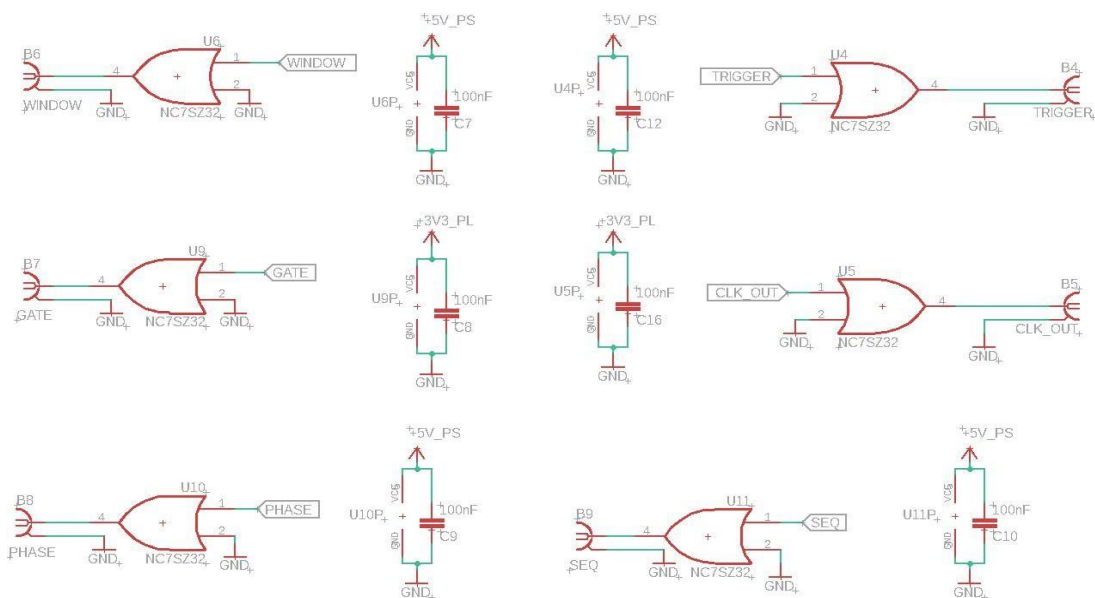 B6
4
U6
1
WINDOW
2
GND
GND
NC7SZ32
WINDOW
+5V_PS
VCC
U6P
100nF
GND
C7
GND
+5V_PS
VCC
U4P
100nF
GND
C12
GND
TRIGGER
1
U4
2
4
B4
GND
NC7SZ32
GND
TRIGGER
B7
4
U9
1
GATE
2
GND
GND
NC7SZ32
GATE
+3V3_PL
VCC
U9P
100nF
GND
C8
GND
+3V3_PL
VCC
U5P
100nF
GND
C16
GND
CLK_OUT
1
U5
2
4
B5
GND
NC7SZ32
GND
CLK_OUT
B8
4
U10
1
PHASE
2
GND
GND
NC7SZ32
PHASE
+5V_PS
VCC
U10P
100nF
GND
C9
GND
B9
4
U11
1
SEQ
2
GND
GND
NC7SZ32
SEQ
+5V_PS
VCC
U11P
100nF
GND
C10
GND